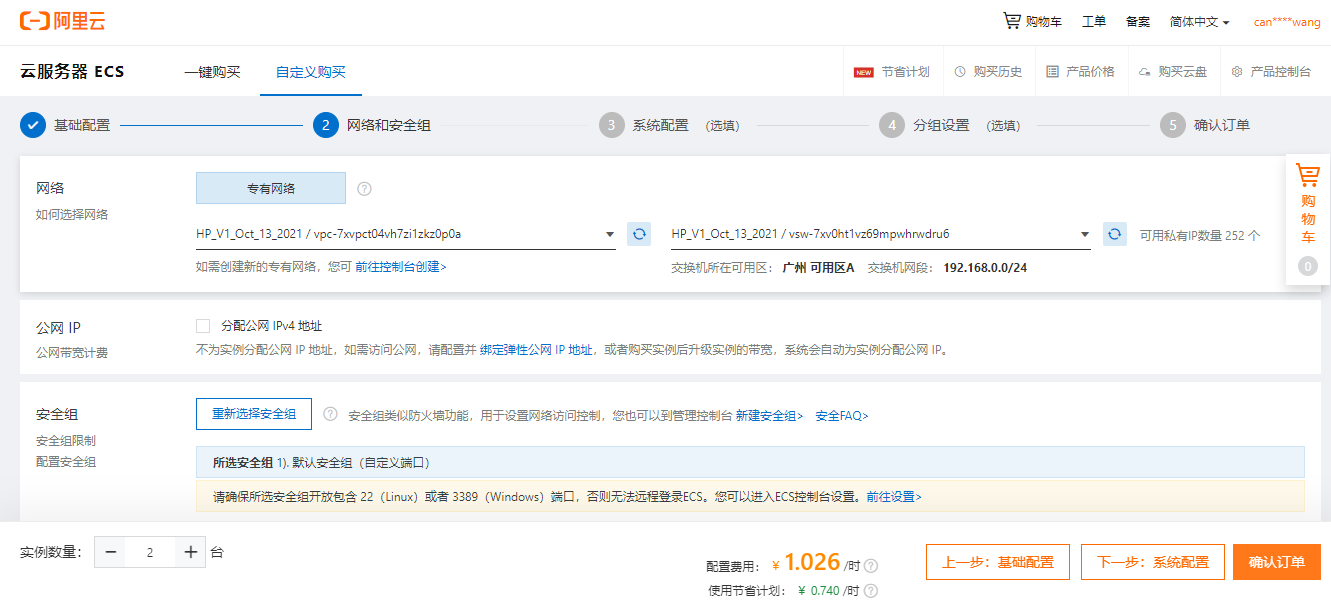 阿里云 购物车 工单 备案 简体中文 can****wang
云服务器 ECS 一键购买 自定义购买 NEW 节省计划 购买历史 产品价格 购买云盘 产品控制台
基础配置 2 网络和安全组 3 系统配置 (选填) 4 分组设置 (选填) 5 确认订单
网络 专有网络 ?
如何选择网络
HP_V1_Oct_13_2021 / vpc-7xvpct04vh7zi1zkz0p0a HP_V1_Oct_13_2021 / vsw-7xv0ht1vz69mpwhrwdru6 可用私有IP数量 252 个
如需创建新的专有网络，您可 前往控制台创建> 交换机所在可用区： 广州 可用区A 交换机网段： 192.168.0.0/24
购物车
0
公网 IP 分配公网 IPv4 地址
公网带宽计费 不为实例分配公网 IP 地址，如需访问公网，请配置并 绑定弹性公网 IP 地址，或者购买实例后升级实例的带宽，系统会自动为实例分配公网 IP。
安全组 重新选择安全组 ? 安全组类似防火墙功能，用于设置网络访问控制，您也可以到管理控制台 新建安全组> 安全FAQ>
安全组限制
配置安全组
所选安全组 1). 默认安全组（自定义端口）
请确保所选安全组开放包含 22（Linux）或者 3389（Windows）端口，否则无法远程登录ECS。您可以进入ECS控制台设置。前往设置>
实例数量： − 2 + 台
配置费用： ¥ 1.026 /时 ? 上一步：基础配置 下一步：系统配置 确认订单
使用节省计划： ¥ 0.740 /时 ?